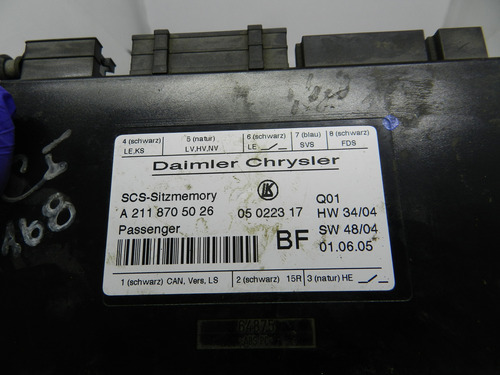 4 (schwarz) 5 (natur) 6 (schwarz) 7 (blau) 8 (schwarz)
LE,KS LV,HV,NV LE SVS FDS
Daimler Chrysler
SCS-Sitzmemory
A 211 870 50 26 05 0223 17
Passenger
Q01
HW 34/04
SW 48/04
BF 01.06.05
1 (schwarz) CAN, Vers, LS 2 (schwarz) 15R 3 (natur) HE
468